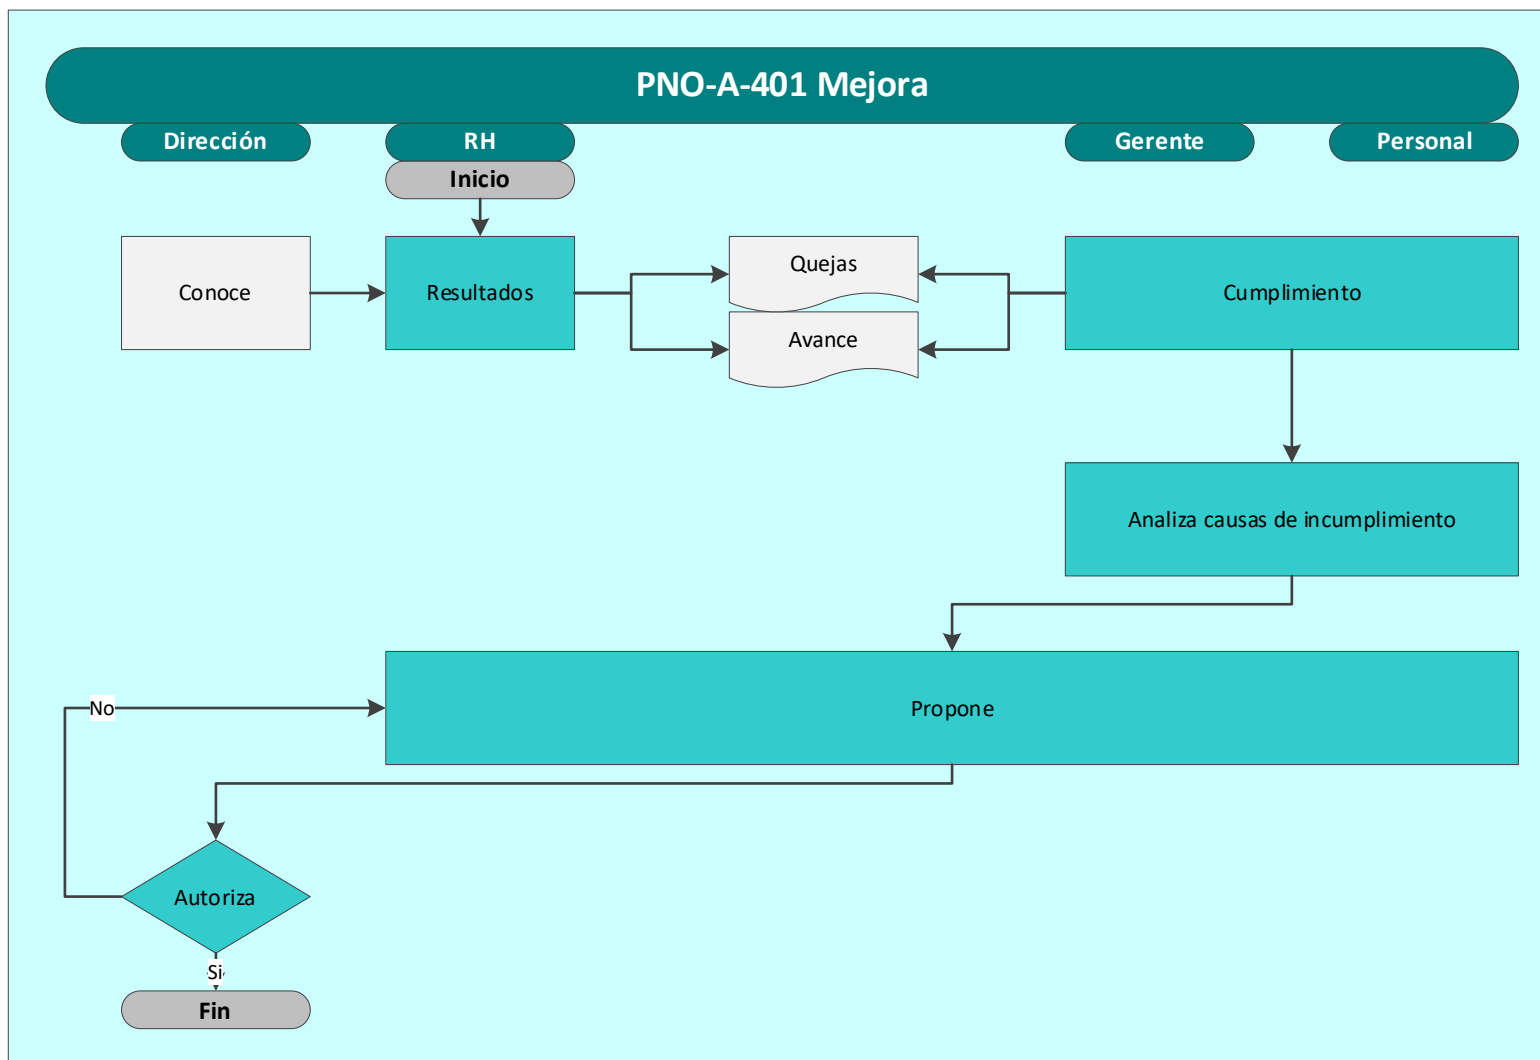 PNO-A-401 Mejora
Dirección
RH
Gerente
Personal
Inicio
Conoce
Resultados
Quejas
Cumplimiento
Avance
Analiza causas de incumplimiento
No
Propone
Autoriza
Si
Fin